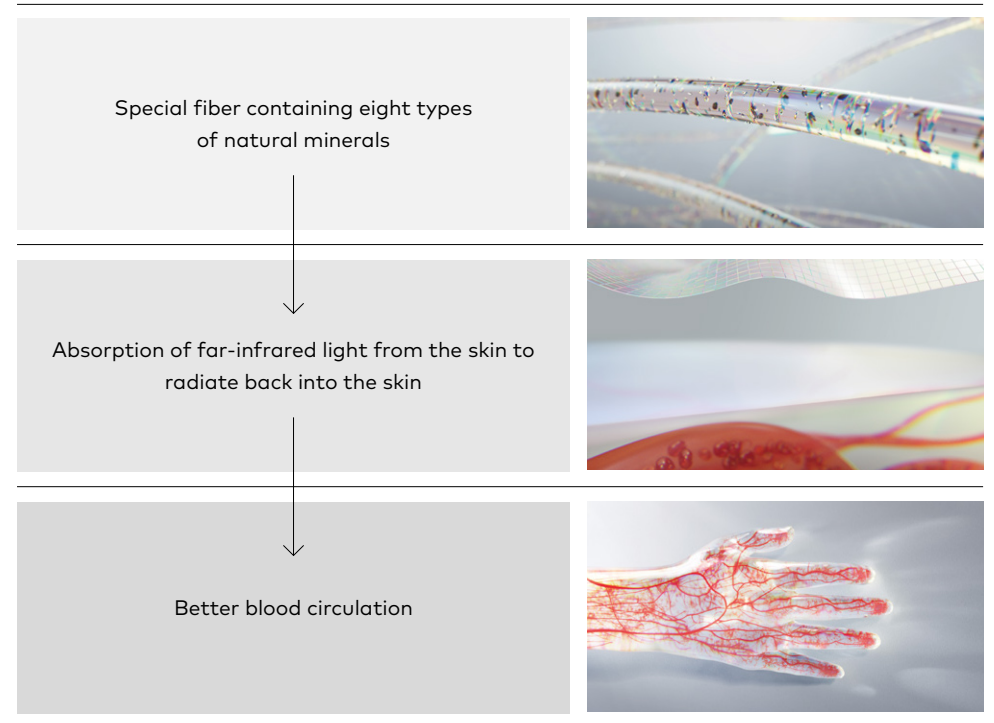 Special fiber containing eight types
of natural minerals
Absorption of far-infrared light from the skin to
radiate back into the skin
Better blood circulation